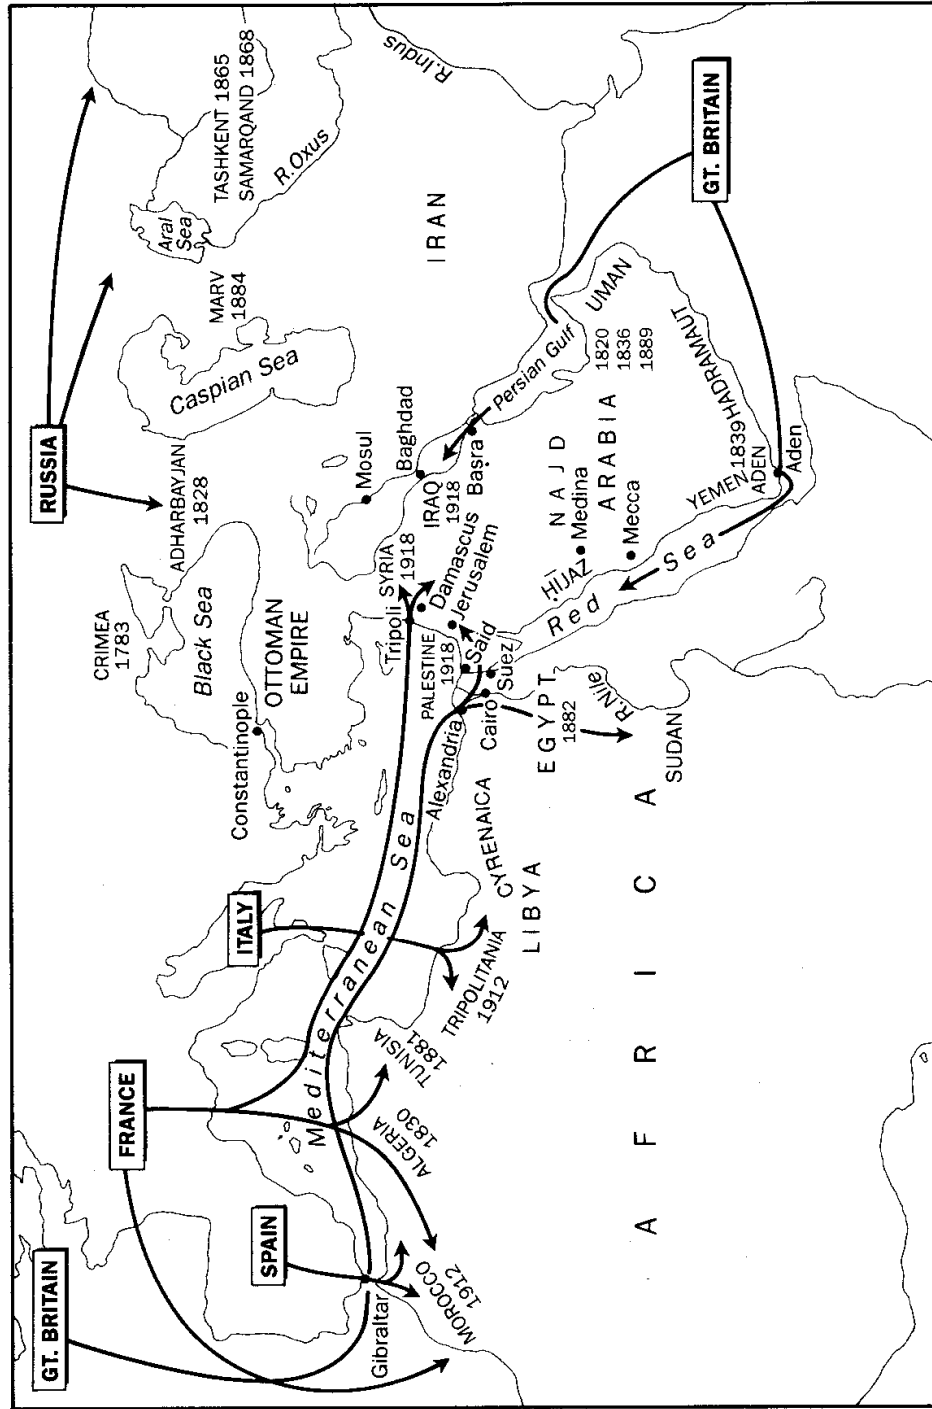 GT. BRITAIN
FRANCE
SPAIN
Gibraltar
MOROCCO
1912
ALGERIA
1830
TUNISIA
1881
ITALY
TRIPOLITANIA
1912
CYRENAICA
LIBYA
Mediterranean Sea
AFRICA
Constantinople
OTTOMAN
EMPIRE
Black Sea
CRIMEA
1783
RUSSIA
ADHARBAYJAN
1828
Caspian Sea
MARV
1884
Aral
Sea
TASHKENT 1865
SAMARQAND 1868
R.Oxus
R.Indus
IRAN
Mosul
Baghdad
IRAQ
1918
Baṣra
SYRIA
1918
Tripoli
Damascus
Jerusalem
PALESTINE
1918
Said
Suez
Alexandria
Cairo
EGYPT
1882
R.Nile
SUDAN
Red Sea
ḤIJĀZ
Medina
Mecca
NAJD
ARABIA
Persian Gulf
1820
1836
1889
UMAN
HADRAMAUT
YEMEN
1839
ADEN
Aden
GT. BRITAIN